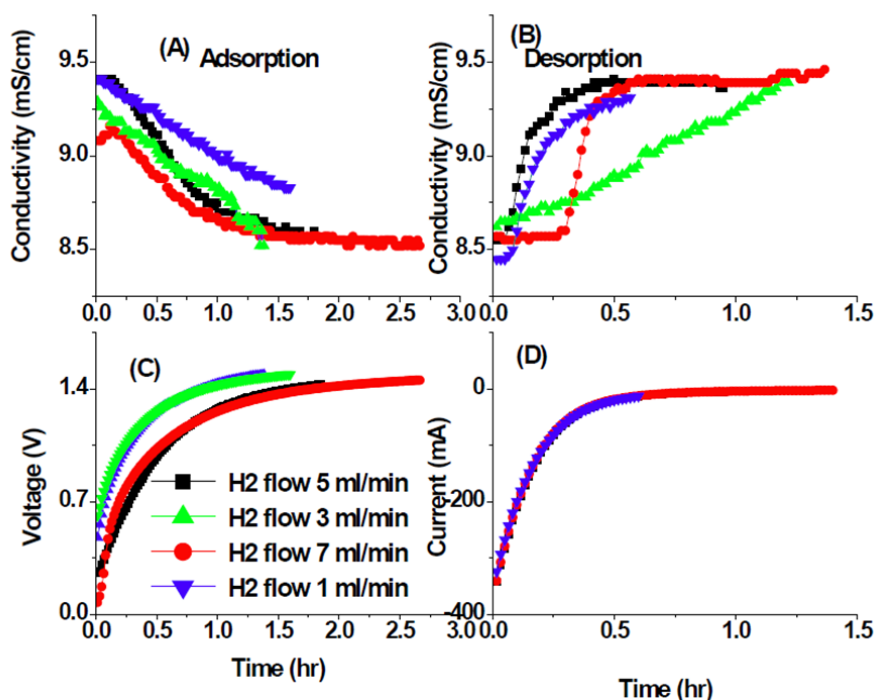 (A) Adsorption
Conductivity (mS/cm)
9.5
9.0
8.5
0.0 0.5 1.0 1.5 2.0 2.5 3.0
(B)
Desorption
Conductivity (mS/cm)
9.5
9.0
8.5
0.0 0.5 1.0 1.5
(C)
Voltage (V)
1.4
0.7
0.0
H2 flow 5 ml/min
H2 flow 3 ml/min
H2 flow 7 ml/min
H2 flow 1 ml/min
0.0 0.5 1.0 1.5 2.0 2.5 3.0
Time (hr)
(D)
Current (mA)
0
-200
-400
0.0 0.5 1.0 1.5
Time (hr)